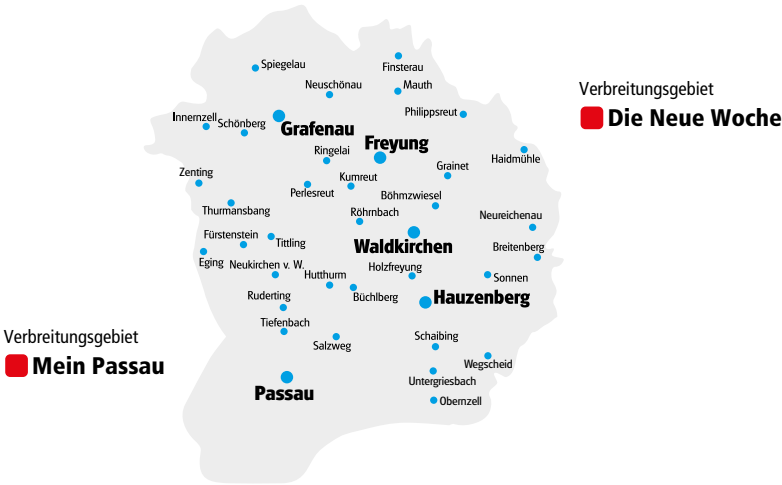 Spiegelau
Finsterau
Neuschönau
Mauth
Verbreitungsgebiet
Die Neue Woche
Philippsreut
Innernzell
Schönberg
Grafenau
Freyung
Ringelai
Haidmühle
Grainet
Zenting
Kumreut
Perlesreut
Böhmzwiesel
Thurmansbang
Röhrnbach
Neureichenau
Fürstenstein
Tittling
Waldkirchen
Breitenberg
Eging
Neukirchen v. W.
Holzfreyung
Hutthurm
Sonnen
Ruderting
Büchlberg
Hauzenberg
Tiefenbach
Verbreitungsgebiet
Mein Passau
Salzweg
Schaibing
Wegscheid
Untergriesbach
Passau
Obernzell